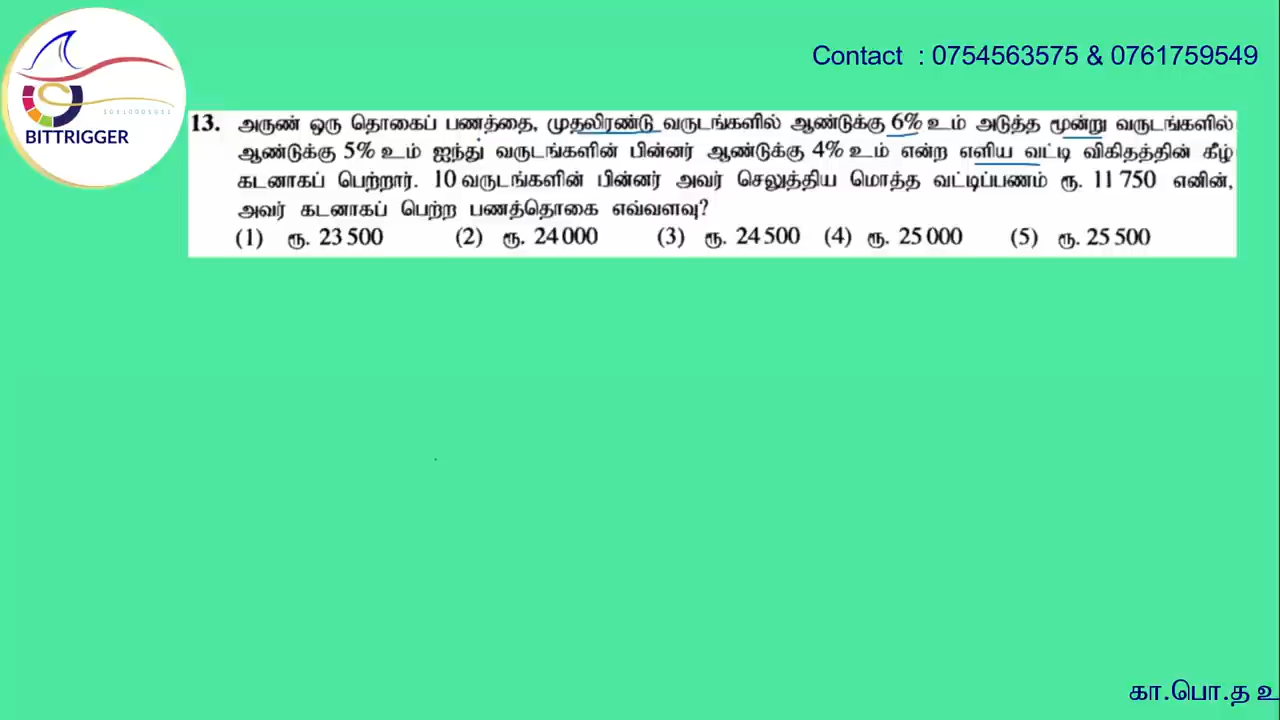 Contact : 0754563575 & 0761759549
BITTRIGGER
13. அருண் ஒரு தொகைப் பணத்தை, முதலிரண்டு வருடங்களில் ஆண்டுக்கு 6% உம் அடுத்த மூன்று வருடங்களில்
ஆண்டுக்கு 5% உம் ஐந்து வருடங்களின் பின்னர் ஆண்டுக்கு 4% உம் என்ற எளிய வட்டி விகிதத்தின் கீழ்
கடனாகப் பெற்றார். 10 வருடங்களின் பின்னர் அவர் செலுத்திய மொத்த வட்டிப்பணம் ரூ. 11 750 எனின்,
அவர் கடனாகப் பெற்ற பணத்தொகை எவ்வளவு?
(1) ரூ. 23 500 (2) ரூ. 24 000 (3) ரூ. 24 500 (4) ரூ. 25 000 (5) ரூ. 25 500
கா.பொ.த உ